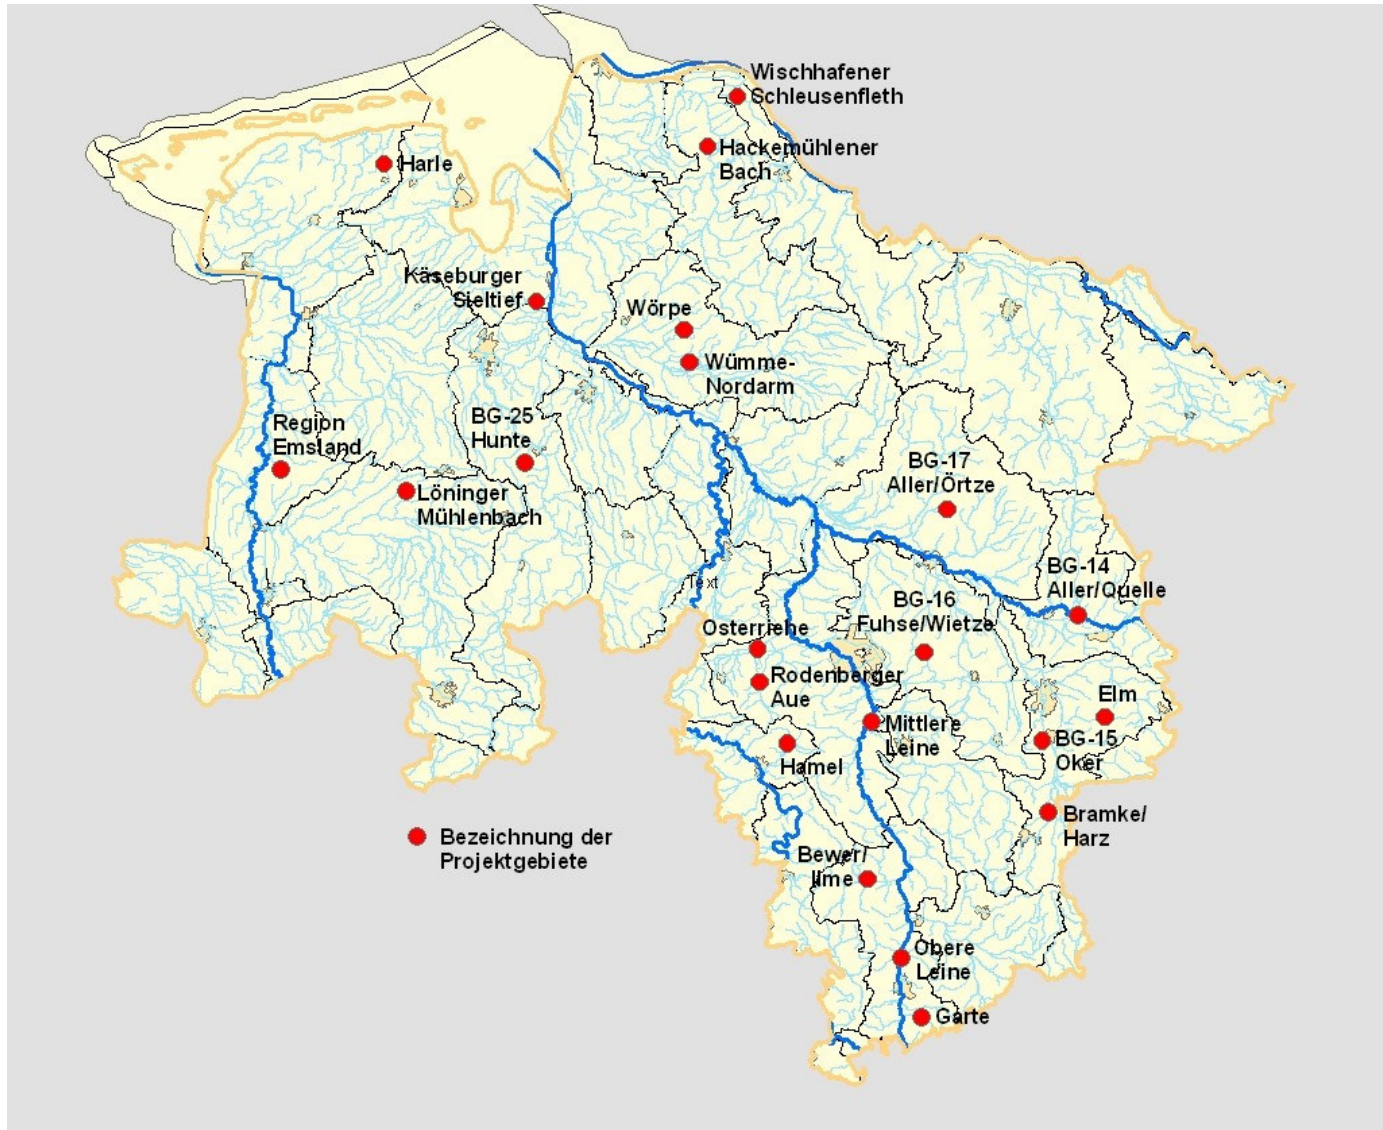 Wischhafener
Schleusenfleth
Hackemühlener
Bach
Harle
Käseburger
Sieltief
Wörpe
Wümme-
Nordarm
Region
Emsland
BG-25
Hunte
Löninger
Mühlenbach
BG-17
Aller/Örtze
BG-14
Aller/Quelle
Text
BG-16
Fuhse/Wietze
Osterriehe
Rodenberger
Aue
Elm
Mittlere
Leine
BG-15
Oker
Hamel
Bramke/
Harz
Bezeichnung der
Projektgebiete
Bewer/
Ilme
Obere
Leine
Garte